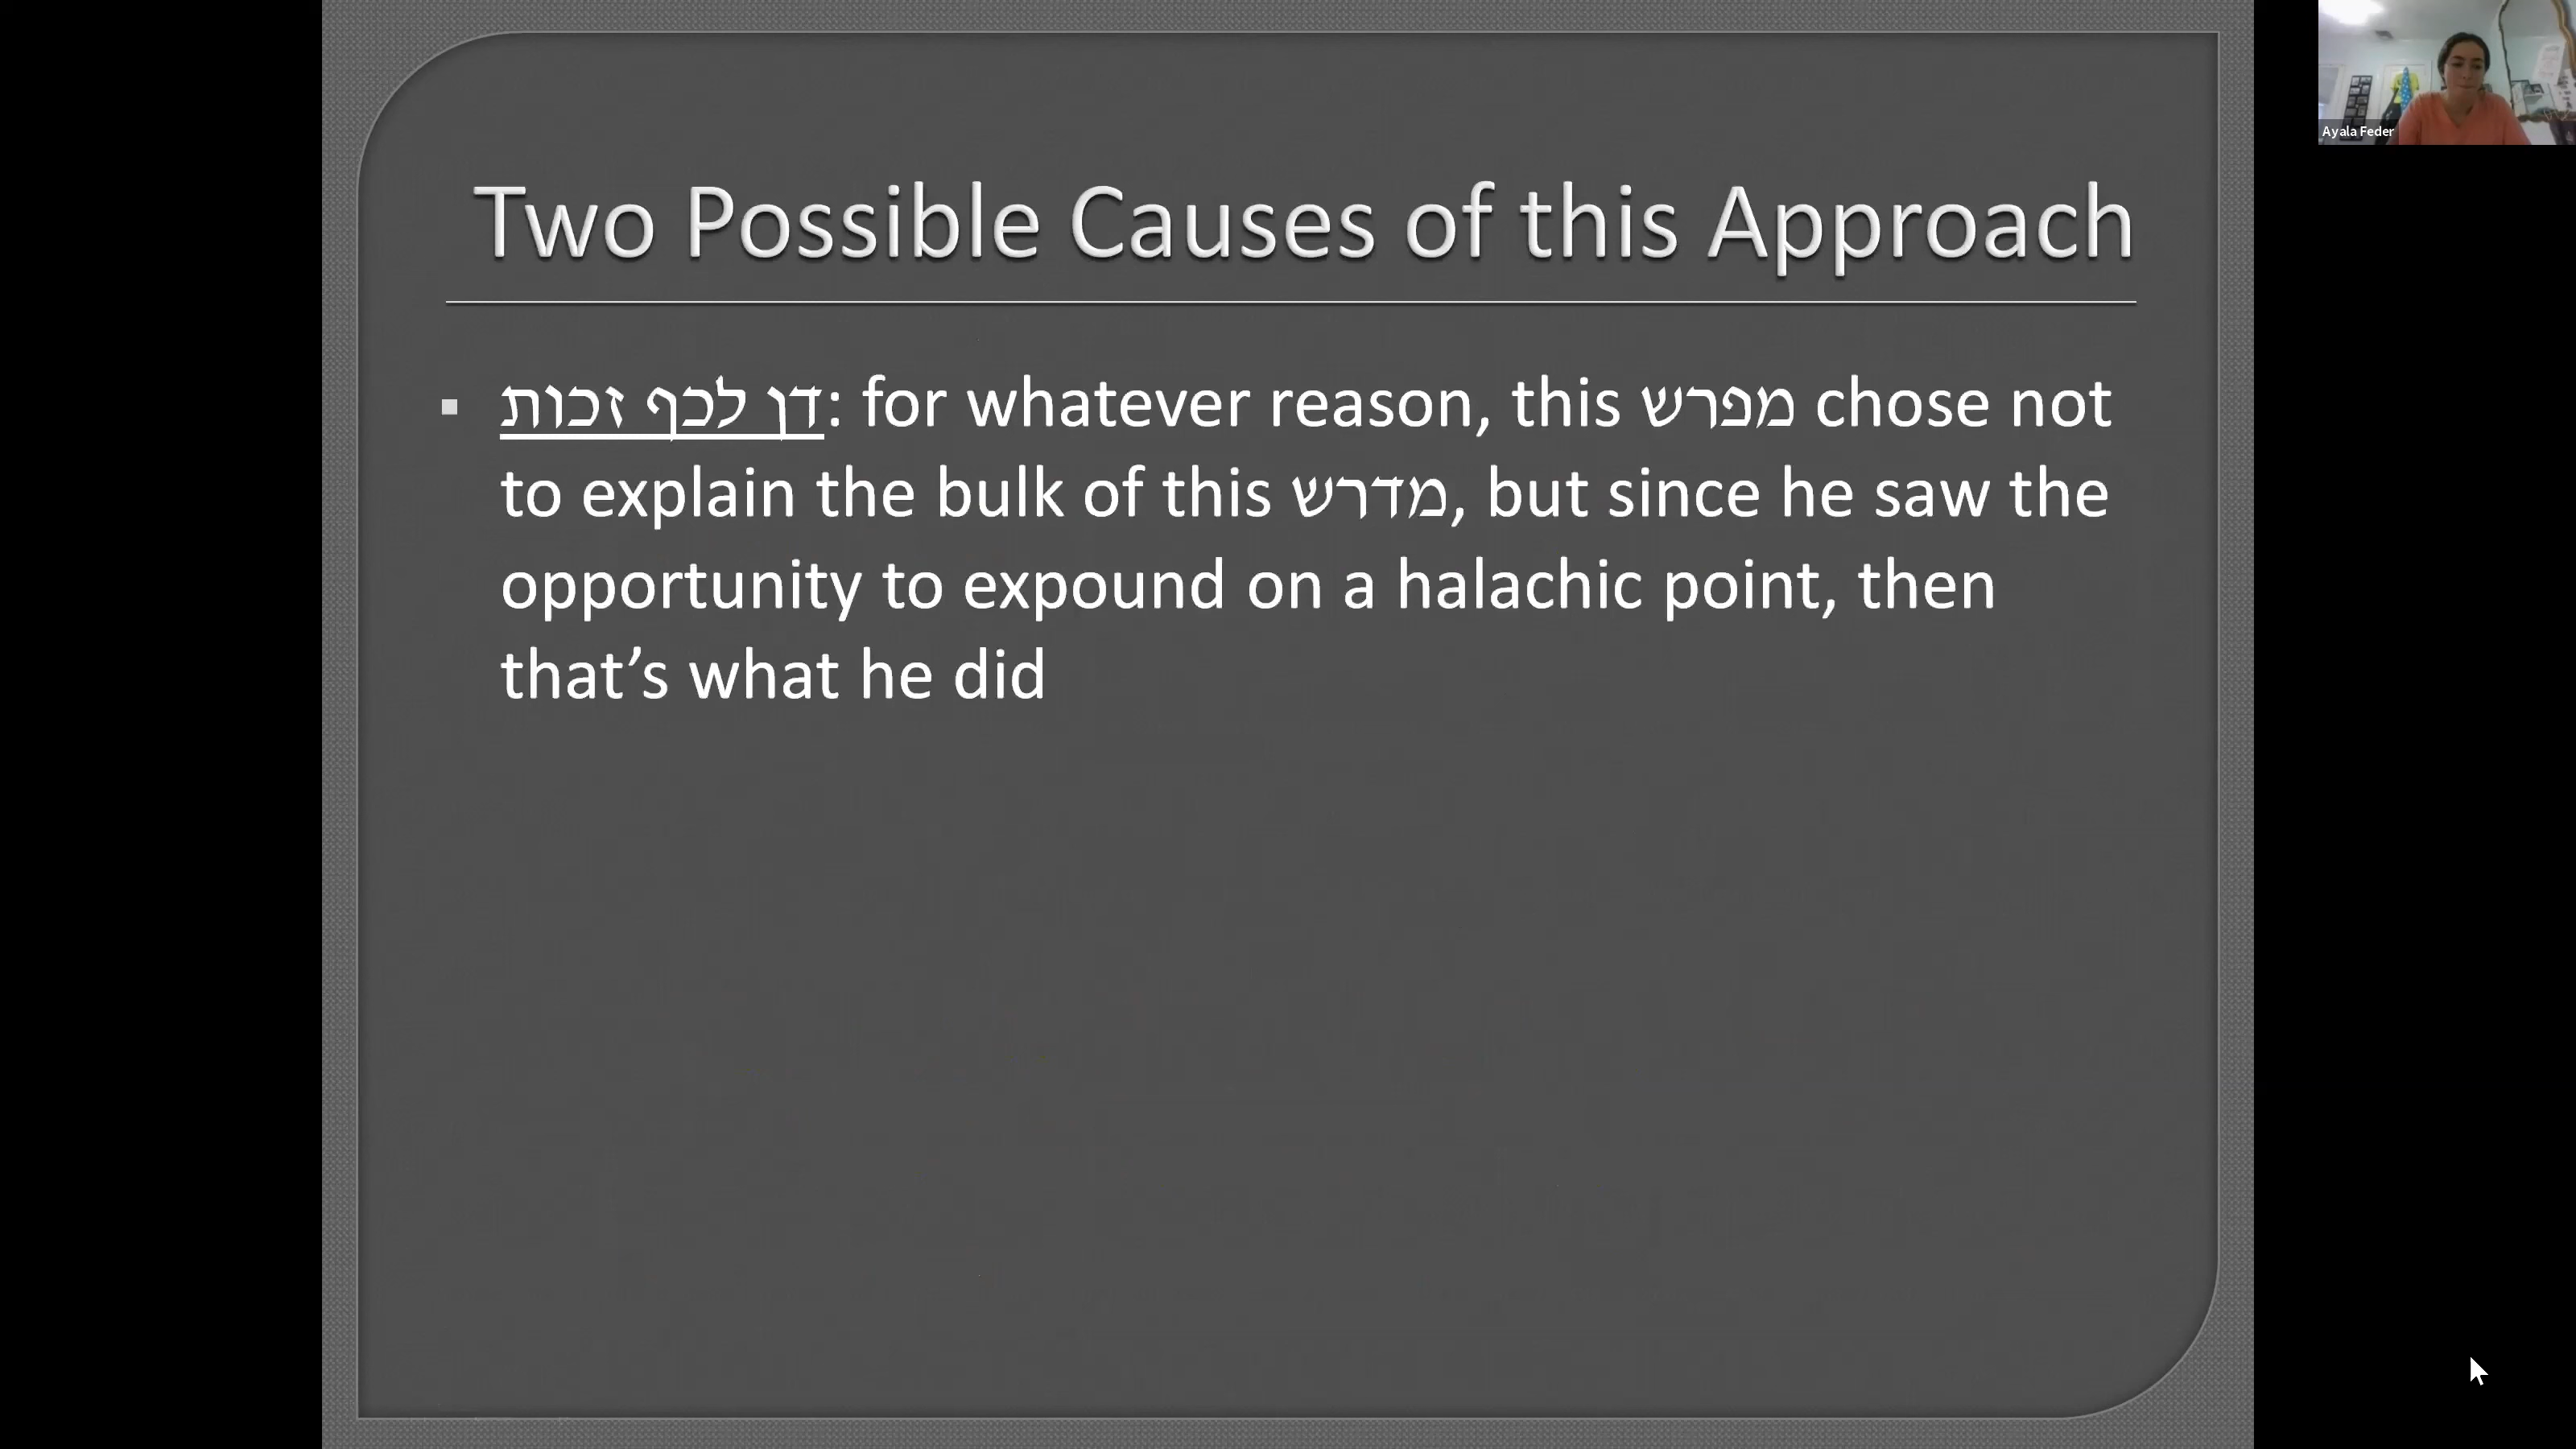 Two Possible Causes of this Approach
דן לכף זכות: for whatever reason, this מפרש chose not
to explain the bulk of this מדרש, but since he saw the
opportunity to expound on a halachic point, then
that’s what he did
Ayala Feder